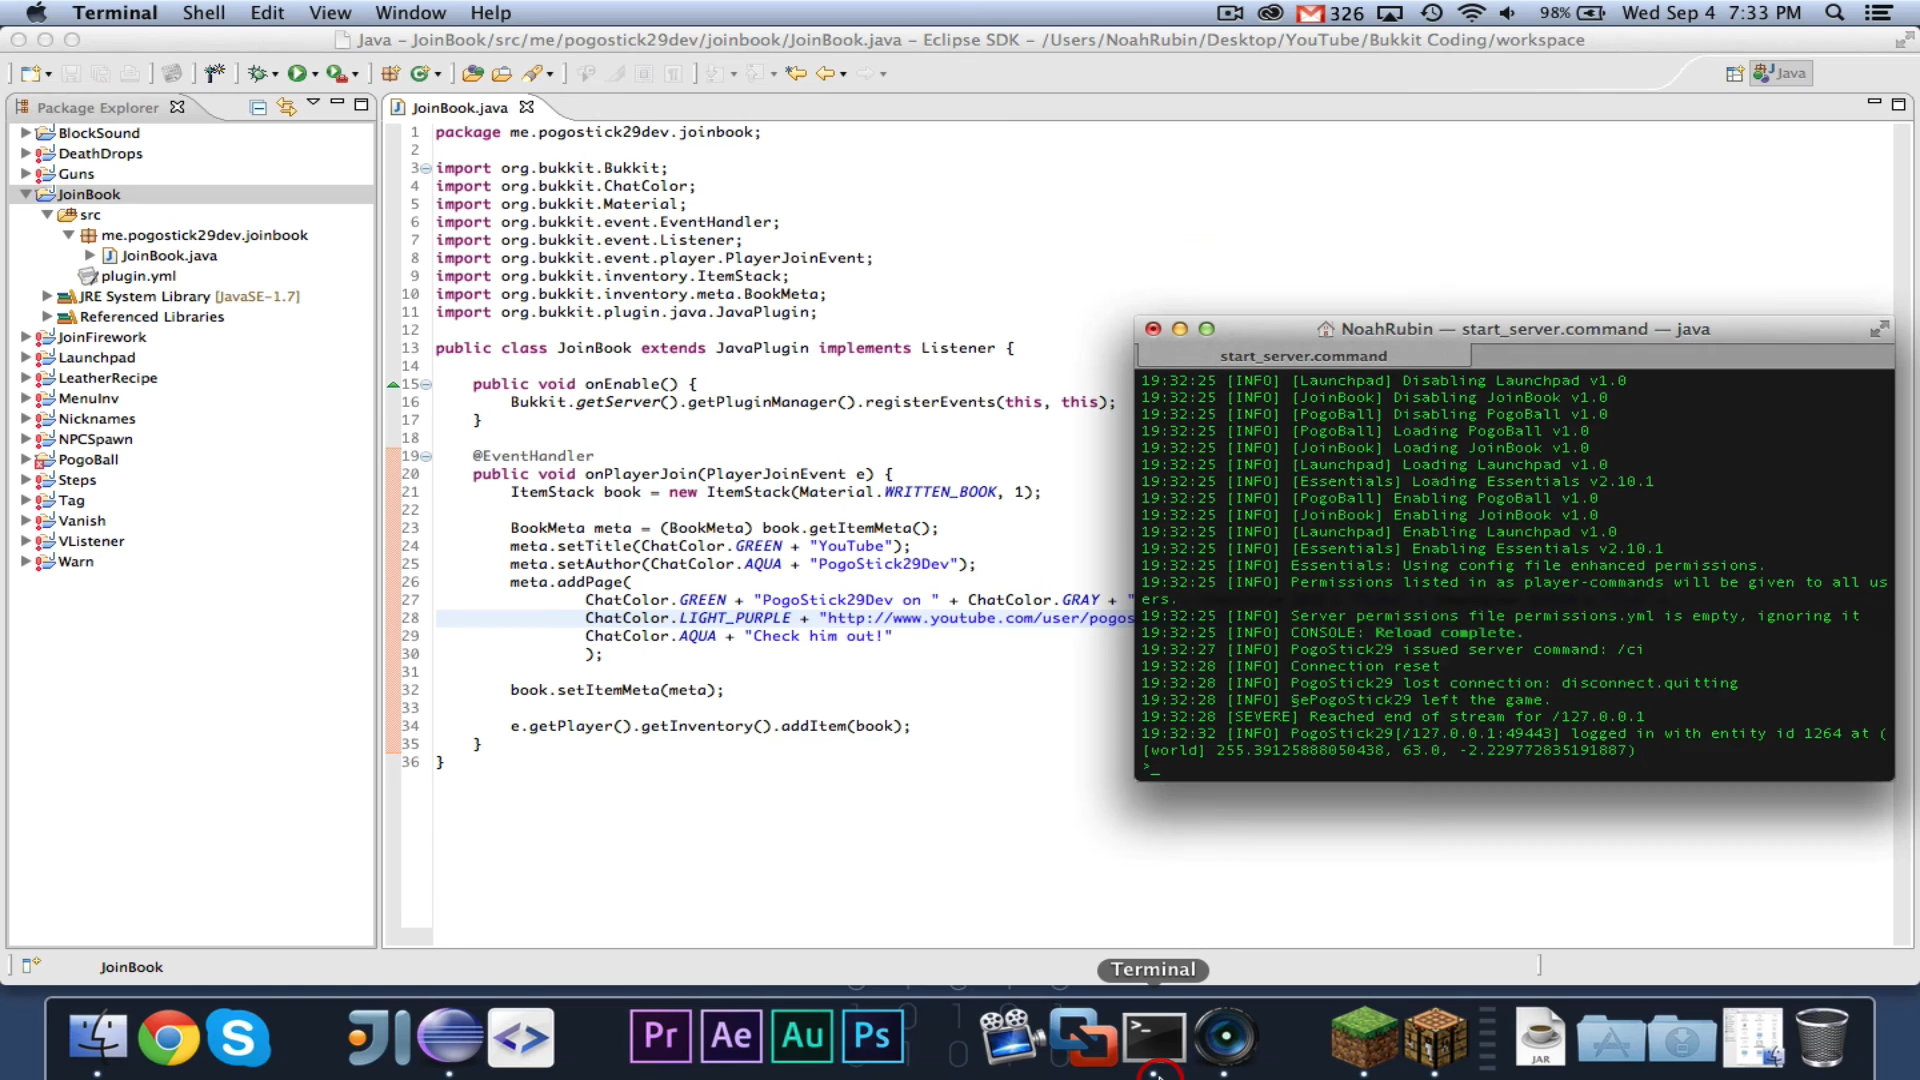 Terminal Shell Edit View Window Help 326 98% Wed Sep 4 7:33 PM
Java - JoinBook/src/me/pogostick29dev/joinbook/JoinBook.java - Eclipse SDK - /Users/NoahRubin/Desktop/YouTube/Bukkit Coding/workspace
Java
Package Explorer
BlockSound
DeathDrops
Guns
JoinBook
src
me.pogostick29dev.joinbook
JoinBook.java
plugin.yml
JRE System Library [JavaSE-1.7]
Referenced Libraries
JoinFirework
Launchpad
LeatherRecipe
MenuInv
Nicknames
NPCSpawn
PogoBall
Steps
Tag
Vanish
VListener
Warn
JoinBook.java
1 package me.pogostick29dev.joinbook;
2
3 import org.bukkit.Bukkit;
4 import org.bukkit.ChatColor;
5 import org.bukkit.Material;
6 import org.bukkit.event.EventHandler;
7 import org.bukkit.event.Listener;
8 import org.bukkit.event.player.PlayerJoinEvent;
9 import org.bukkit.inventory.ItemStack;
10 import org.bukkit.inventory.meta.BookMeta;
11 import org.bukkit.plugin.java.JavaPlugin;
12
13 public class JoinBook extends JavaPlugin implements Listener {
14
15 public void onEnable() {
16 Bukkit.getServer().getPluginManager().registerEvents(this, this);
17 }
18
19 @EventHandler
20 public void onPlayerJoin(PlayerJoinEvent e) {
21 ItemStack book = new ItemStack(Material.WRITTEN_BOOK, 1);
22
23 BookMeta meta = (BookMeta) book.getItemMeta();
24 meta.setTitle(ChatColor.GREEN + "YouTube");
25 meta.setAuthor(ChatColor.AQUA + "PogoStick29Dev");
26 meta.addPage(
27 ChatColor.GREEN + "PogoStick29Dev on " + ChatColor.GRAY + "
28 ChatColor.LIGHT_PURPLE + "http://www.youtube.com/user/pogos
29 ChatColor.AQUA + "Check him out!"
30 );
31
32 book.setItemMeta(meta);
33
34 e.getPlayer().getInventory().addItem(book);
35 }
36 }
NoahRubin — start_server.command — java
start_server.command
19:32:25 [INFO] [Launchpad] Disabling Launchpad v1.0
19:32:25 [INFO] [JoinBook] Disabling JoinBook v1.0
19:32:25 [INFO] [PogoBall] Disabling PogoBall v1.0
19:32:25 [INFO] [PogoBall] Loading PogoBall v1.0
19:32:25 [INFO] [JoinBook] Loading JoinBook v1.0
19:32:25 [INFO] [Launchpad] Loading Launchpad v1.0
19:32:25 [INFO] [Essentials] Loading Essentials v2.10.1
19:32:25 [INFO] [PogoBall] Enabling PogoBall v1.0
19:32:25 [INFO] [JoinBook] Enabling JoinBook v1.0
19:32:25 [INFO] [Launchpad] Enabling Launchpad v1.0
19:32:25 [INFO] [Essentials] Enabling Essentials v2.10.1
19:32:25 [INFO] Essentials: Using config file enhanced permissions.
19:32:25 [INFO] Permissions listed in as player-commands will be given to all us
ers.
19:32:25 [INFO] Server permissions file permissions.yml is empty, ignoring it
19:32:25 [INFO] CONSOLE: Reload complete.
19:32:27 [INFO] PogoStick29 issued server command: /ci
19:32:28 [INFO] Connection reset
19:32:28 [INFO] PogoStick29 lost connection: disconnect.quitting
19:32:28 [INFO] §ePogoStick29 left the game.
19:32:28 [SEVERE] Reached end of stream for /127.0.0.1
19:32:32 [INFO] PogoStick29[/127.0.0.1:49443] logged in with entity id 1264 at (
[world] 255.39125888050438, 63.0, -2.229772835191887)
>_
JoinBook
Terminal
Pr Ae Au Ps
JAR